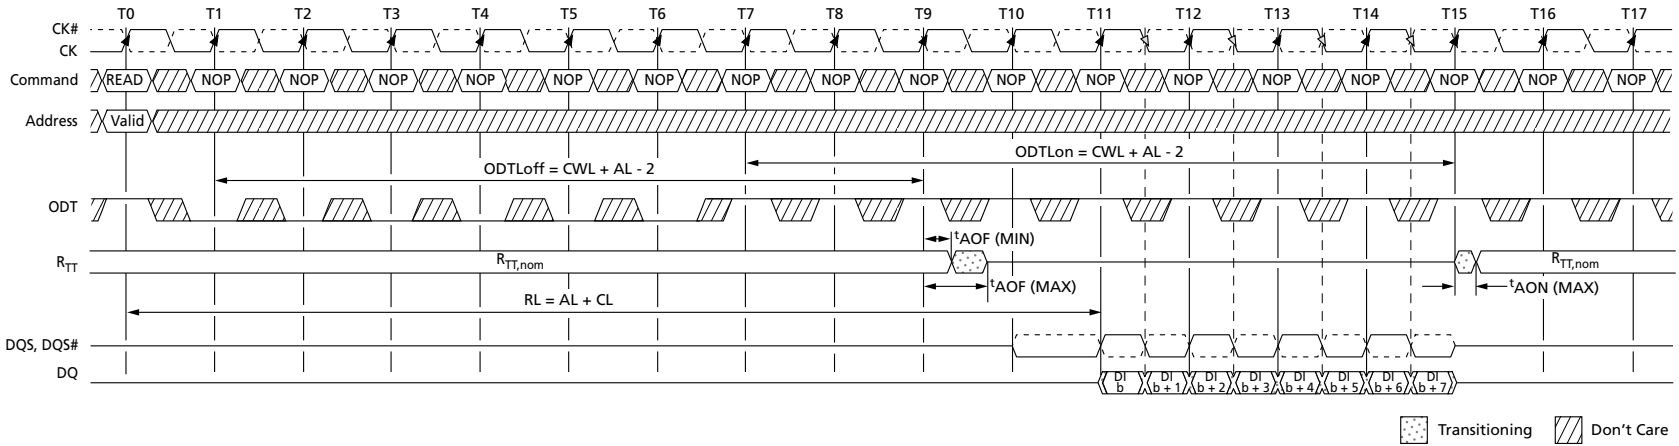 T0 T1 T2 T3 T4 T5 T6 T7 T8 T9 T10 T11 T12 T13 T14 T15 T16 T17
CK#
CK
Command READ NOP NOP NOP NOP NOP NOP NOP NOP NOP NOP NOP NOP NOP NOP NOP NOP NOP
Address Valid
ODTLon = CWL + AL - 2
ODTLoff = CWL + AL - 2
ODT
tAOF (MIN)
RTT RTT,nom RTT,nom
tAOF (MAX) tAON (MAX)
RL = AL + CL
DQS, DQS#
DQ
DI DI DI DI DI DI DI DI
b b + 1 b + 2 b + 3 b + 4 b + 5 b + 6 b + 7
Transitioning Don't Care